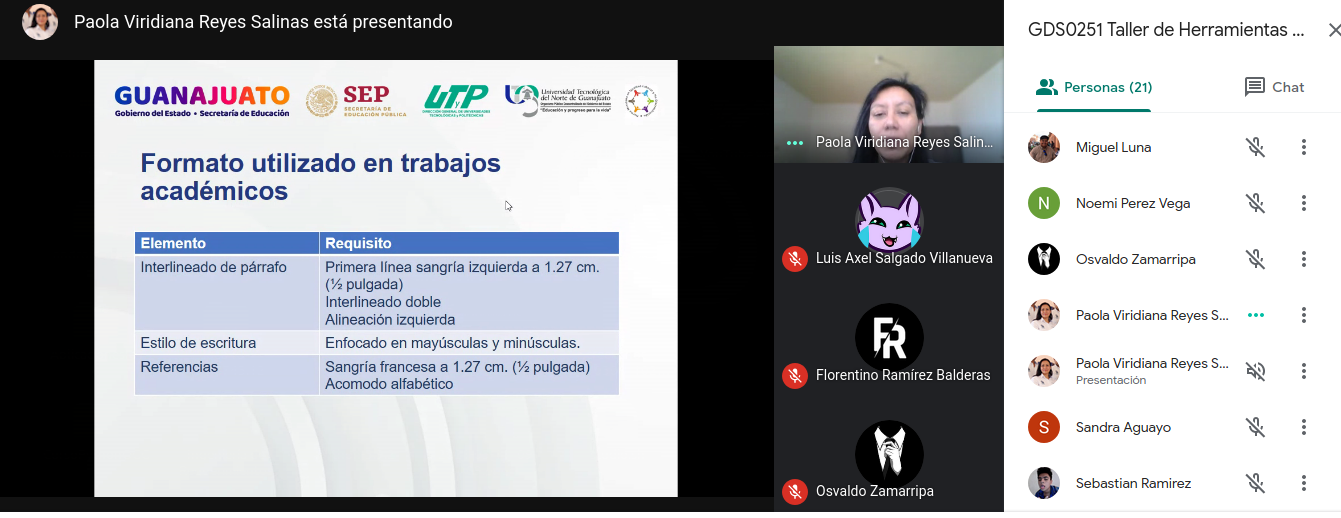 Paola Viridiana Reyes Salinas está presentando
GUANAJUATO
Gobierno del Estado • Secretaría de Educación
SEP
SECRETARÍA DE
EDUCACIÓN PÚBLICA
UTyP
DIRECCIÓN GENERAL DE UNIVERSIDADES
TECNOLÓGICAS Y POLITÉCNICAS
Universidad Tecnológica
del Norte de Guanajuato
"Educación y progreso para la vida"
Formato utilizado en trabajos
académicos
Elemento Requisito
Interlineado de párrafo Primera línea sangría izquierda a 1.27 cm.
(½ pulgada)
Interlineado doble
Alineación izquierda
Estilo de escritura Enfocado en mayúsculas y minúsculas.
Referencias Sangría francesa a 1.27 cm. (½ pulgada)
Acomodo alfabético
Paola Viridiana Reyes Salin...
Luis Axel Salgado Villanueva
FR
Florentino Ramírez Balderas
Osvaldo Zamarripa
GDS0251 Taller de Herramientas ...
Personas (21) Chat
Miguel Luna
N Noemi Perez Vega
Osvaldo Zamarripa
Paola Viridiana Reyes S...
Paola Viridiana Reyes S...
Presentación
S Sandra Aguayo
Sebastian Ramirez